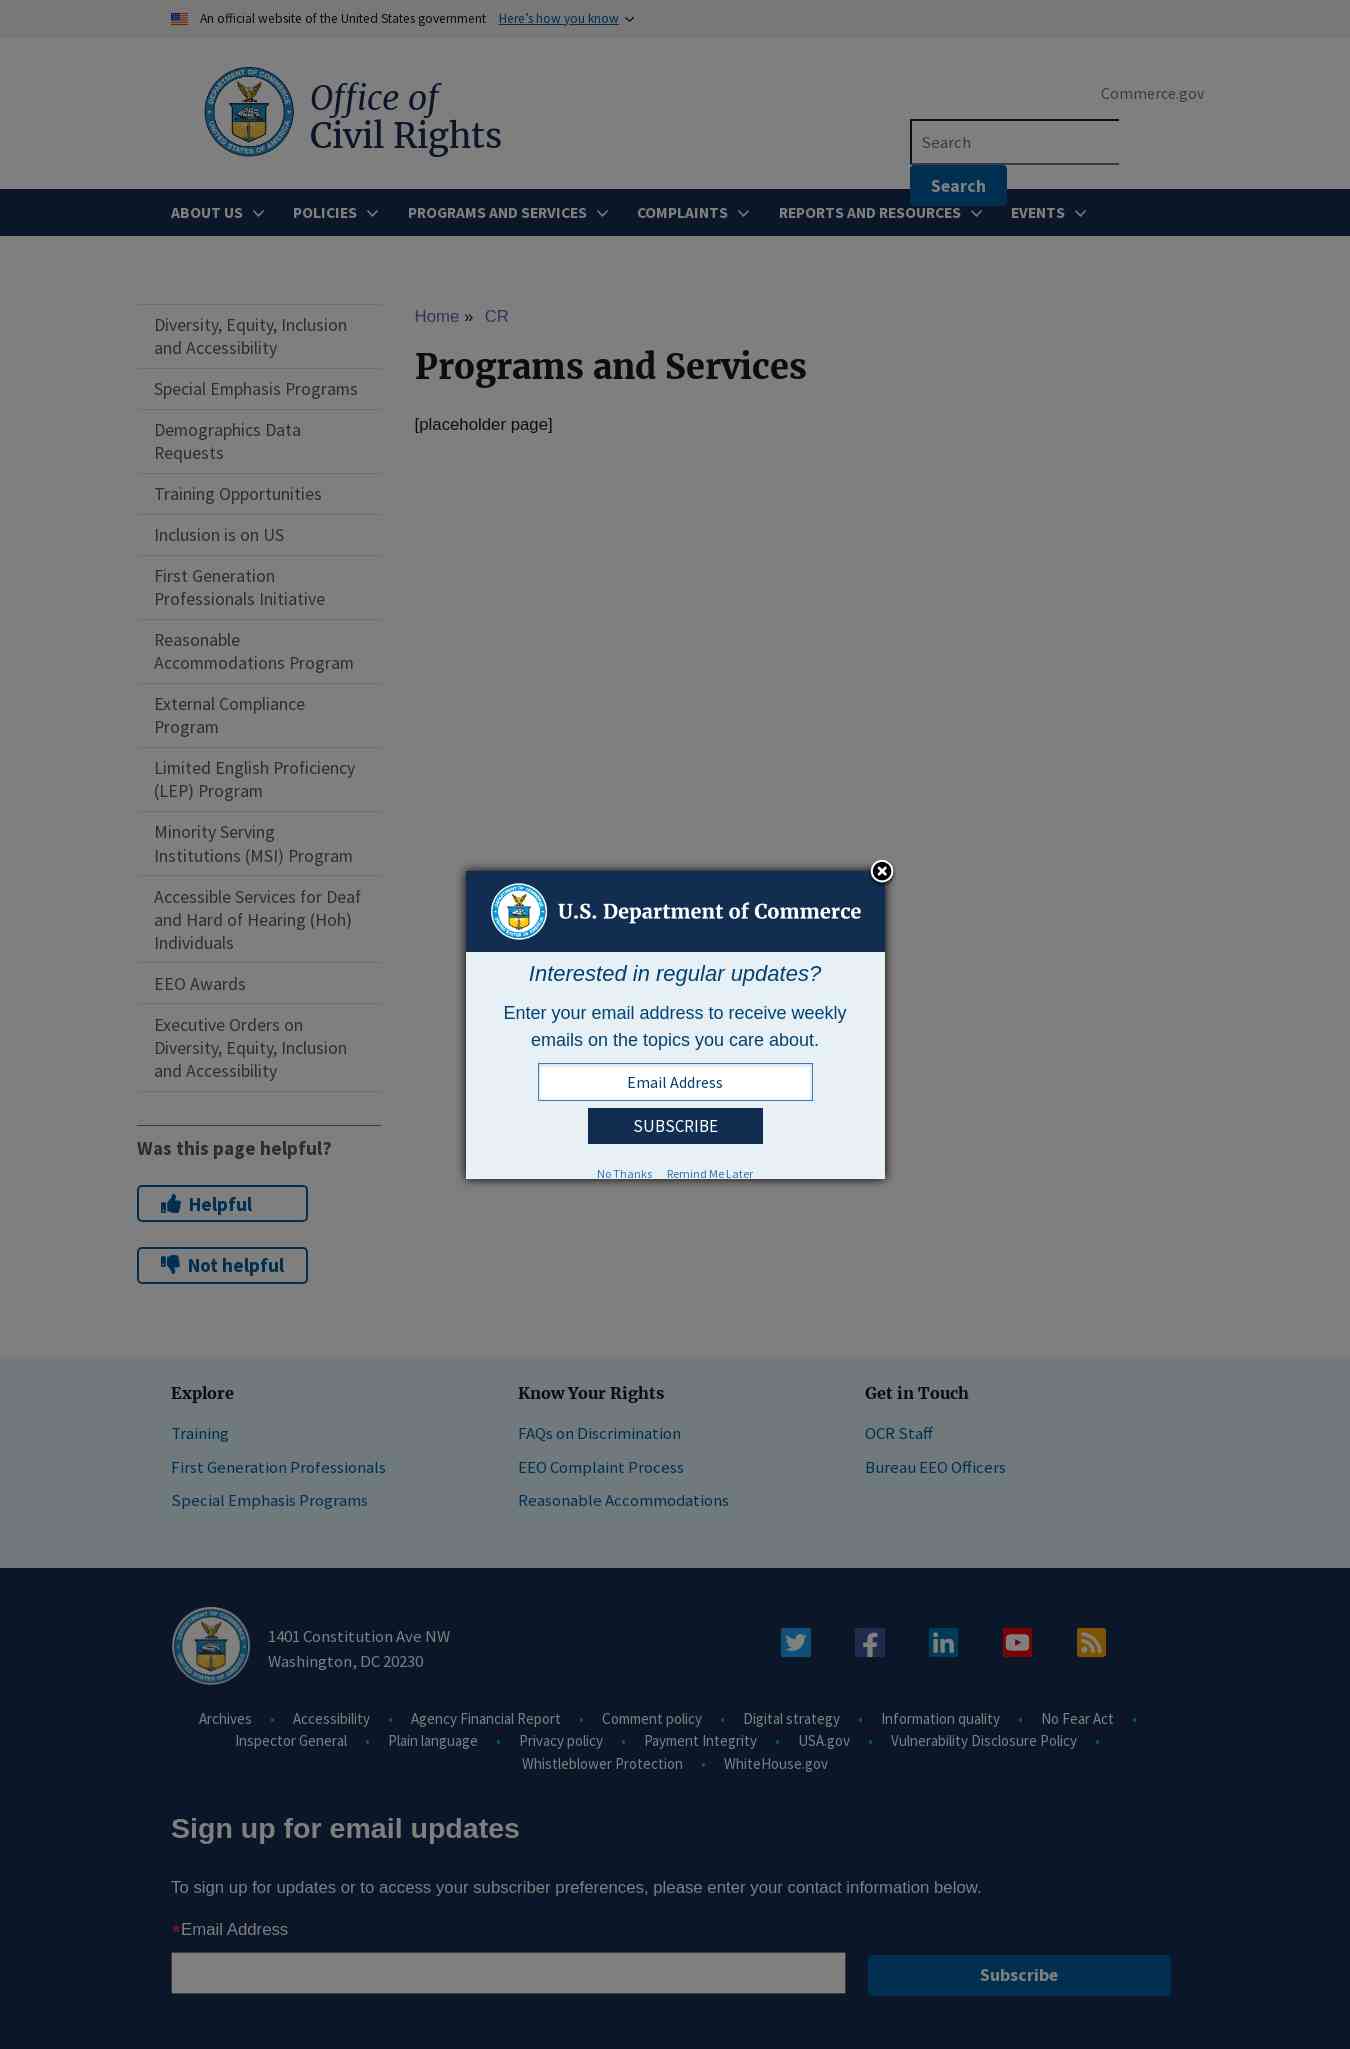 An official website of the United States government Here's how you know
Office of
Civil Rights
Commerce.gov
Search
Search
ABOUT US POLICIES PROGRAMS AND SERVICES COMPLAINTS REPORTS AND RESOURCES EVENTS
Diversity, Equity, Inclusion
and Accessibility
Special Emphasis Programs
Demographics Data
Requests
Training Opportunities
Inclusion is on US
First Generation
Professionals Initiative
Reasonable
Accommodations Program
External Compliance
Program
Limited English Proficiency
(LEP) Program
Minority Serving
Institutions (MSI) Program
Accessible Services for Deaf
and Hard of Hearing (Hoh)
Individuals
EEO Awards
Executive Orders on
Diversity, Equity, Inclusion
and Accessibility
Was this page helpful?
Helpful
Not helpful
Home » CR
Programs and Services
[placeholder page]
U.S. Department of Commerce
Interested in regular updates?
Enter your email address to receive weekly
emails on the topics you care about.
Email Address
SUBSCRIBE
No Thanks Remind Me Later
Explore
Training
First Generation Professionals
Special Emphasis Programs
Know Your Rights
FAQs on Discrimination
EEO Complaint Process
Reasonable Accommodations
Get in Touch
OCR Staff
Bureau EEO Officers
1401 Constitution Ave NW
Washington, DC 20230
Archives • Accessibility • Agency Financial Report • Comment policy • Digital strategy • Information quality • No Fear Act •
Inspector General • Plain language • Privacy policy • Payment Integrity • USA.gov • Vulnerability Disclosure Policy •
Whistleblower Protection • WhiteHouse.gov
Sign up for email updates
To sign up for updates or to access your subscriber preferences, please enter your contact information below.
*Email Address
Subscribe